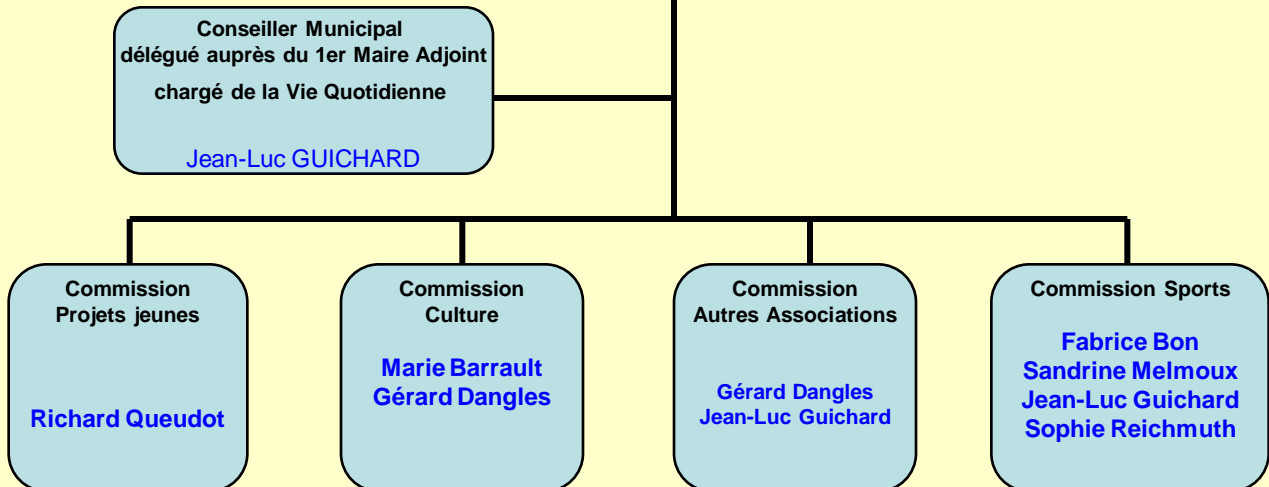 Conseiller Municipal
délégué auprès du 1er Maire Adjoint
chargé de la Vie Quotidienne
Jean-Luc GUICHARD
Commission
Projets jeunes
Richard Queudot
Commission
Culture
Marie Barrault
Gérard Dangles
Commission
Autres Associations
Gérard Dangles
Jean-Luc Guichard
Commission Sports
Fabrice Bon
Sandrine Melmoux
Jean-Luc Guichard
Sophie Reichmuth